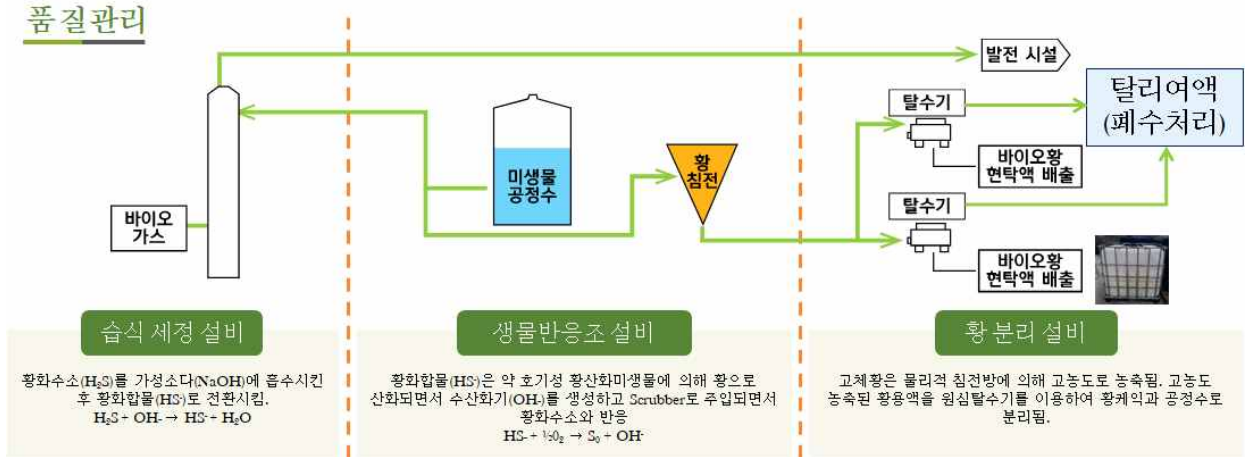 품질관리
발전 시설
탈수기
탈리여액
(폐수처리)
바이오황
현탁액 배출
미생물
공정수
황
침전
바이오
가스
탈수기
바이오황
현탁액 배출
습식 세정 설비
황화수소(H₂S)를 가성소다(NaOH)에 흡수시킨
후 황화합물(HS⁻)로 전환시킴.
H₂S + OH- → HS⁻ + H₂O
생물반응조 설비
황화합물(HS⁻)은 약 호기성 황산화미생물에 의해 황으로
산화되면서 수산화기(OH-)를 생성하고 Scrubber로 주입되면서
황화수소와 반응
HS- + ½0₂ → S₀ + OH⁻
황 분리 설비
고체황은 물리적 침전방에 의해 고농도로 농축됨. 고농도
농축된 황용액을 원심탈수기를 이용하여 황케익과 공정수로
분리됨.